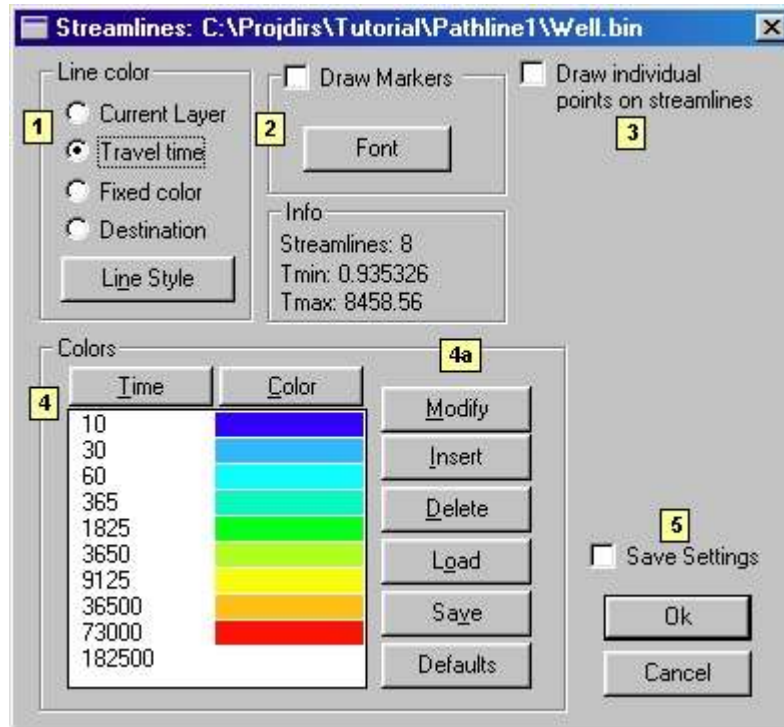 Streamlines: C:\Projdirs\Tutorial\Pathline1\Well.bin
Line color
1
Current Layer
Travel time
Fixed color
Destination
Line Style
Draw Markers
2
Font
Draw individual
points on streamlines
3
Info
Streamlines: 8
Tmin: 0.935326
Tmax: 8458.56
Colors
4
4a
Time Color
10
30
60
365
1825
3650
9125
36500
73000
182500
Modify
Insert
Delete
Load
Save
Defaults
5
Save Settings
Ok
Cancel